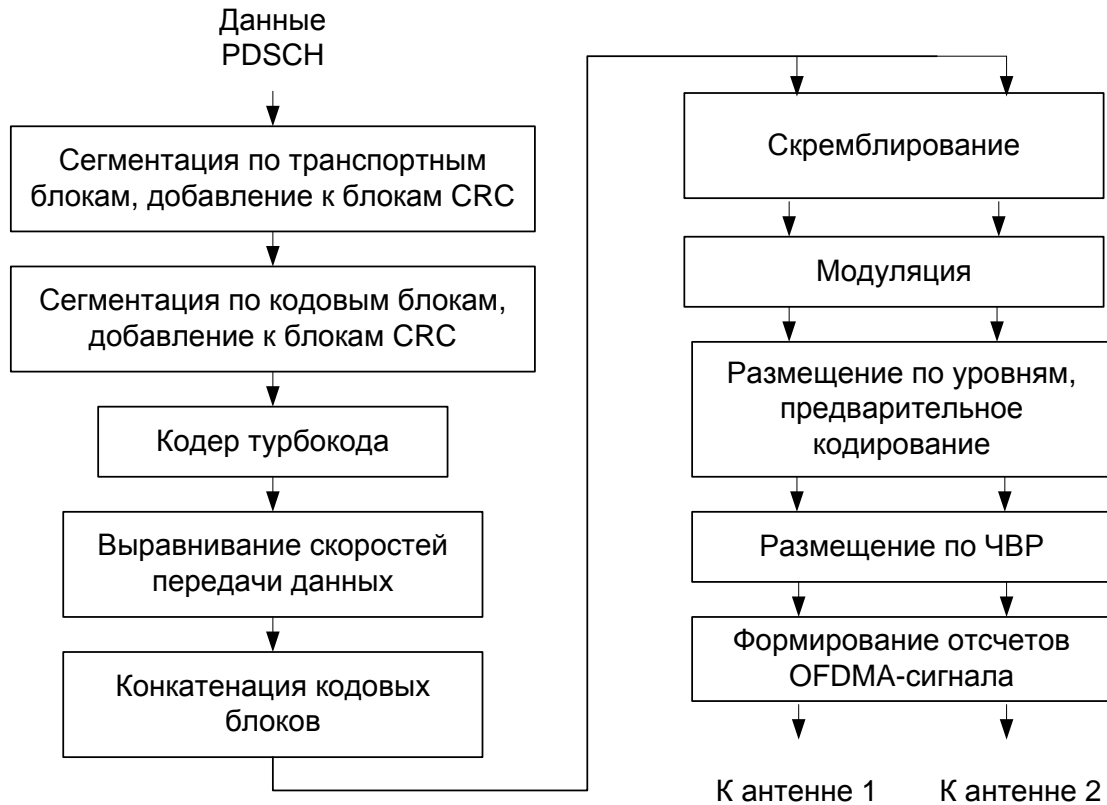 Данные
PDSCH
Сегментация по транспортным
блокам, добавление к блокам CRC
Сегментация по кодовым блокам,
добавление к блокам CRC
Кодер турбокода
Выравнивание скоростей
передачи данных
Конкатенация кодовых
блоков
Скремблирование
Модуляция
Размещение по уровням,
предварительное
кодирование
Размещение по ЧВР
Формирование отсчетов
OFDMA-сигнала
К антенне 1
К антенне 2